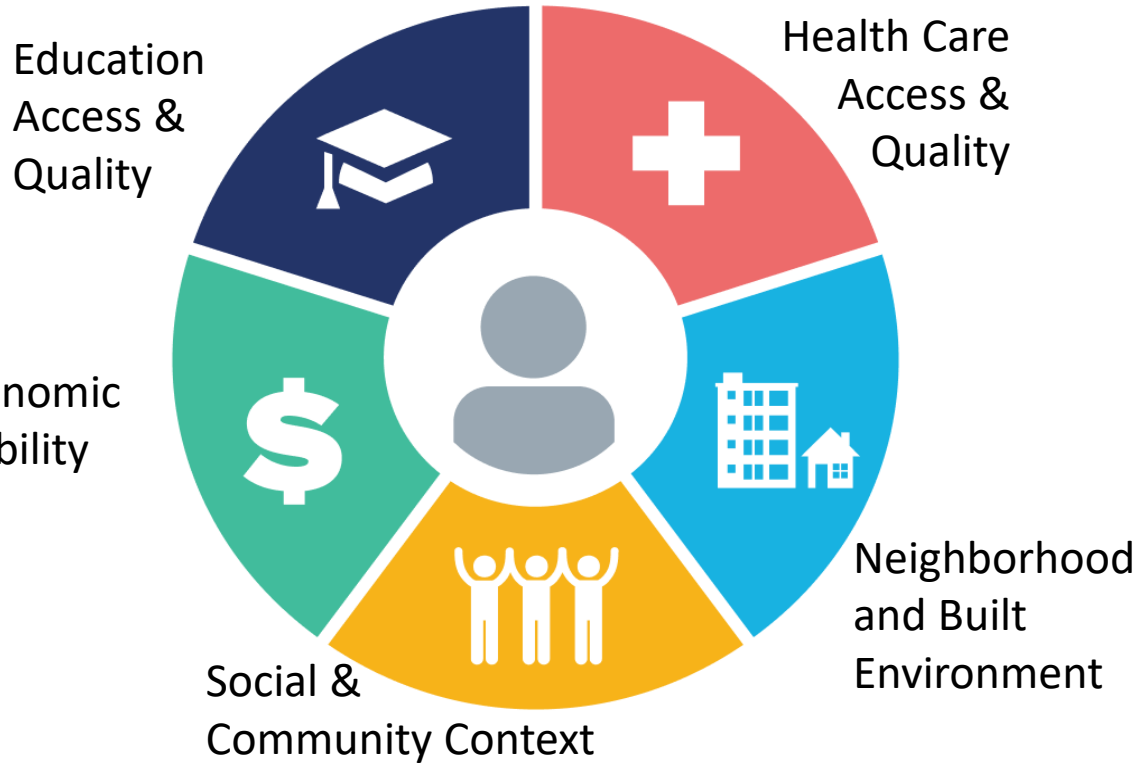 Education
Access &
Quality
Health Care
Access &
Quality
nomic
bility
$
Neighborhood
and Built
Environment
Social &
Community Context